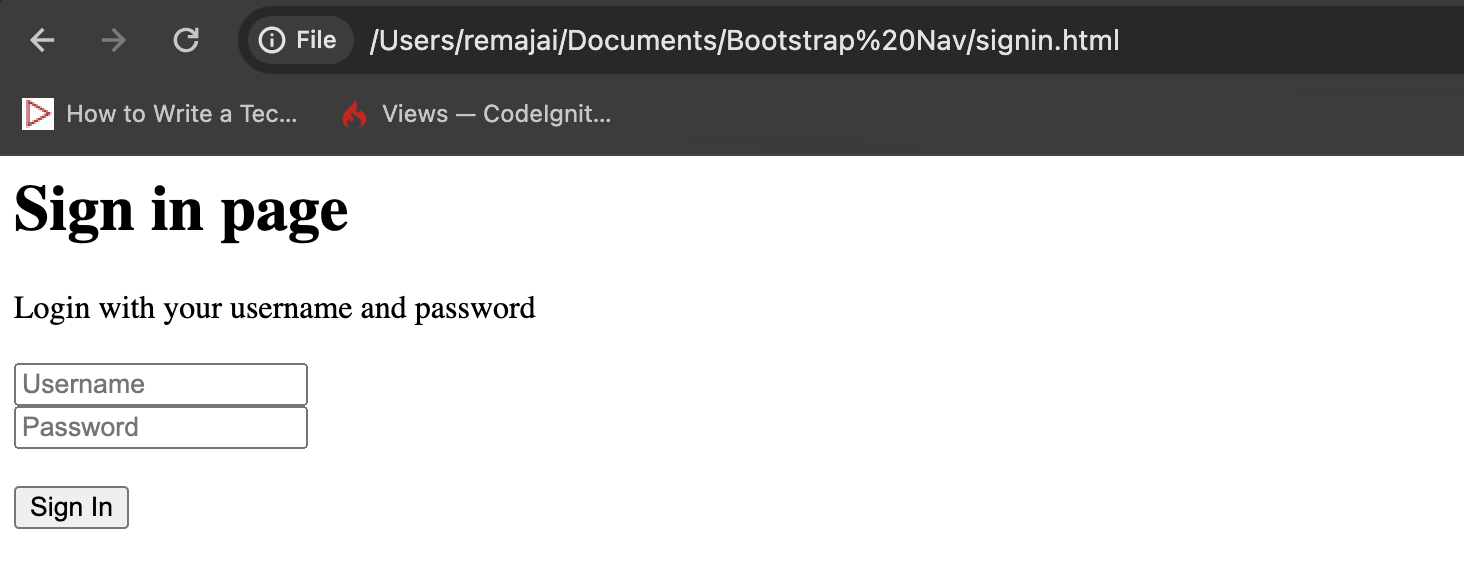 File /Users/remajai/Documents/Bootstrap%20Nav/signin.html
How to Write a Tec... Views — CodeIgnit...
Sign in page
Login with your username and password
Username
Password
Sign In